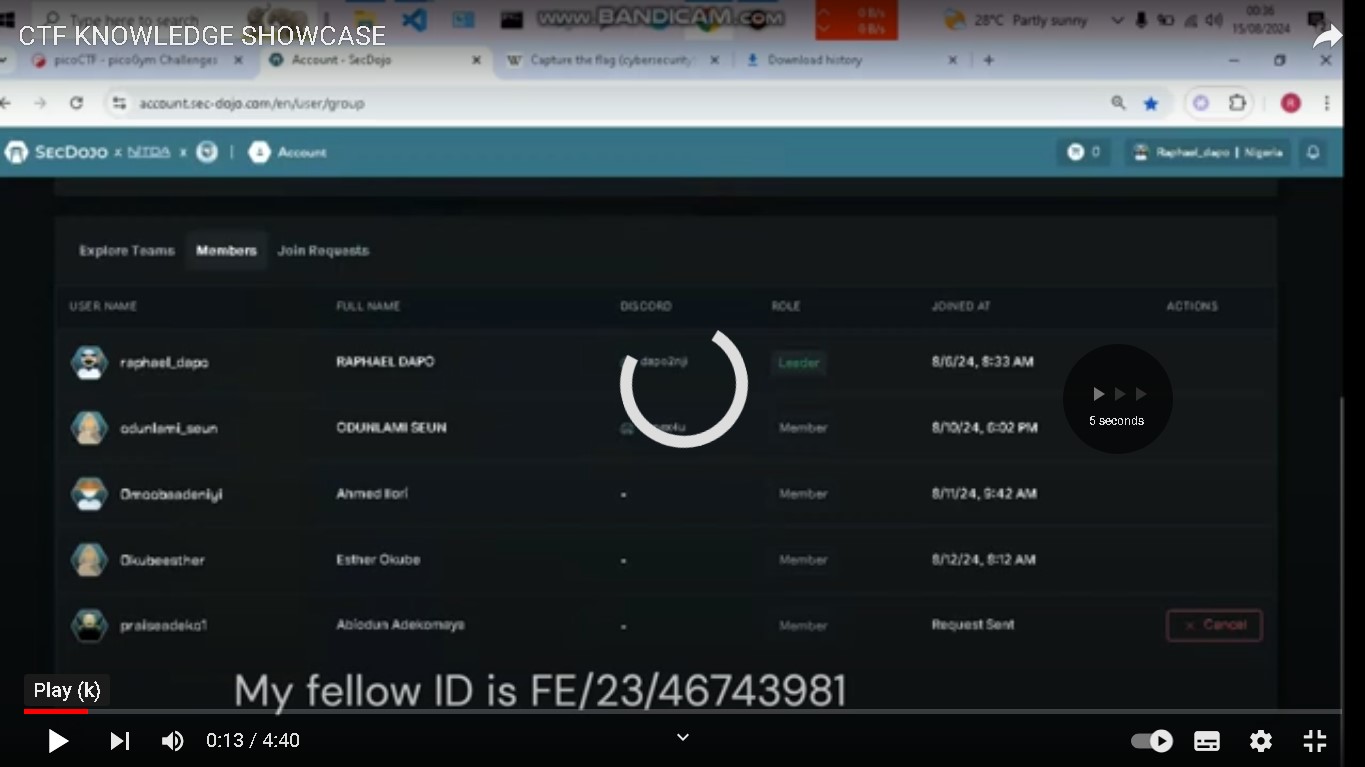 Type here to search
www.BANDICAM.com
0 B/s
0 B/s
28°C Partly sunny
00:36
15/08/2024
CTF KNOWLEDGE SHOWCASE
picoCTF - picoGym Challenges
Account - SecDojo
Capture the flag (cybersecurity)
Download history
account.sec-dojo.com/en/user/group
SECDOJO x NITDA x | Account
0
Raphael_dapo | Nigeria
Explore Teams Members Join Requests
USER NAME FULL NAME DISCORD ROLE JOINED AT ACTIONS
raphael_dapo RAPHAEL DAPO dapo2nji Leader 8/6/24, 8:33 AM
odunlami_seun ODUNLAMI SEUN Member 8/10/24, 6:02 PM
5 seconds
Omoobaadeniyi Ahmed Ilori - Member 8/11/24, 9:42 AM
Okubeesther Esther Okube - Member 8/12/24, 8:12 AM
praiseadeko1 Abiodun Adekomaya - Member Request Sent × Cancel
Play (k)
My fellow ID is FE/23/46743981
0:13 / 4:40